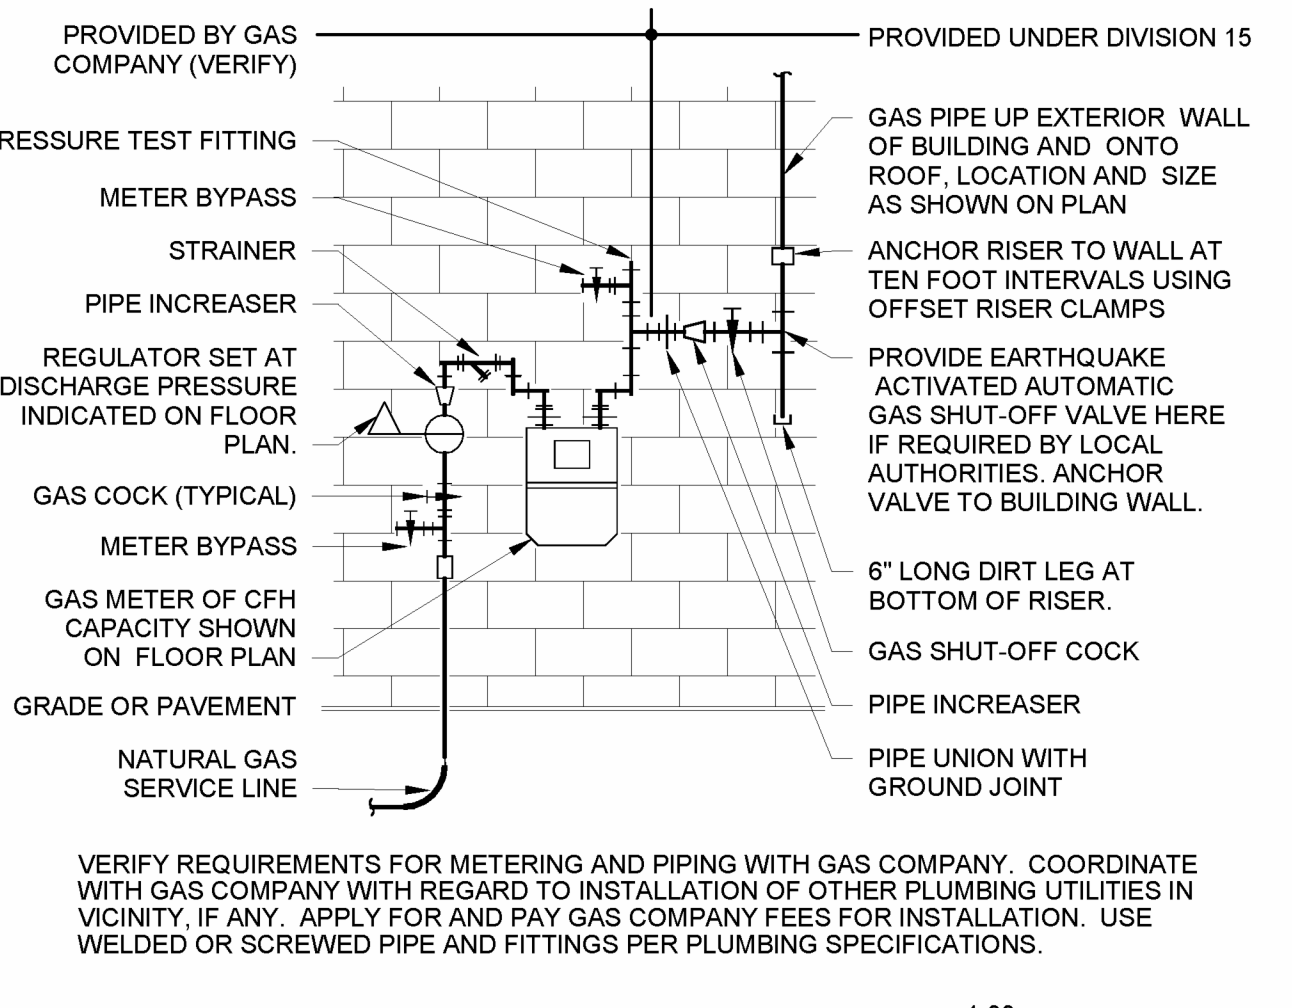 PROVIDED BY GAS
COMPANY (VERIFY)
RESSURE TEST FITTING
METER BYPASS
STRAINER
PIPE INCREASER
REGULATOR SET AT
DISCHARGE PRESSURE
INDICATED ON FLOOR
PLAN.
GAS COCK (TYPICAL)
METER BYPASS
GAS METER OF CFH
CAPACITY SHOWN
ON FLOOR PLAN
GRADE OR PAVEMENT
NATURAL GAS
SERVICE LINE
PROVIDED UNDER DIVISION 15
GAS PIPE UP EXTERIOR WALL
OF BUILDING AND ONTO
ROOF, LOCATION AND SIZE
AS SHOWN ON PLAN
ANCHOR RISER TO WALL AT
TEN FOOT INTERVALS USING
OFFSET RISER CLAMPS
PROVIDE EARTHQUAKE
ACTIVATED AUTOMATIC
GAS SHUT-OFF VALVE HERE
IF REQUIRED BY LOCAL
AUTHORITIES. ANCHOR
VALVE TO BUILDING WALL.
6" LONG DIRT LEG AT
BOTTOM OF RISER.
GAS SHUT-OFF COCK
PIPE INCREASER
PIPE UNION WITH
GROUND JOINT
VERIFY REQUIREMENTS FOR METERING AND PIPING WITH GAS COMPANY. COORDINATE
WITH GAS COMPANY WITH REGARD TO INSTALLATION OF OTHER PLUMBING UTILITIES IN
VICINITY, IF ANY. APPLY FOR AND PAY GAS COMPANY FEES FOR INSTALLATION. USE
WELDED OR SCREWED PIPE AND FITTINGS PER PLUMBING SPECIFICATIONS.